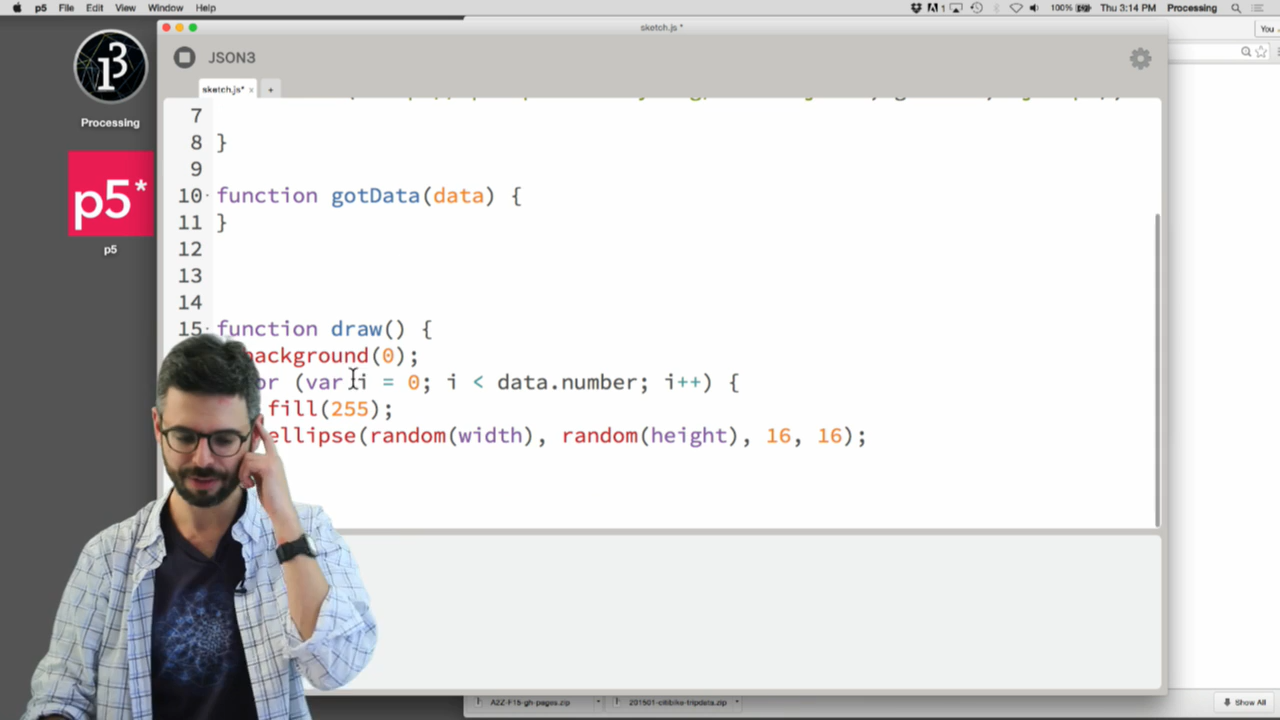 p5 File Edit View Window Help
1 100% Thu 3:14 PM Processing
sketch.js *
You
JSON3
sketch.js* x +
Processing
p5*
p5
7
8 }
9
10 function gotData(data) {
11 }
12
13
14
15 function draw() {
background(0);
for (var i = 0; i < data.number; i++) {
fill(255);
ellipse(random(width), random(height), 16, 16);
A2Z-F15-gh-pages.zip 201501-citibike-tripdata.zip Show All